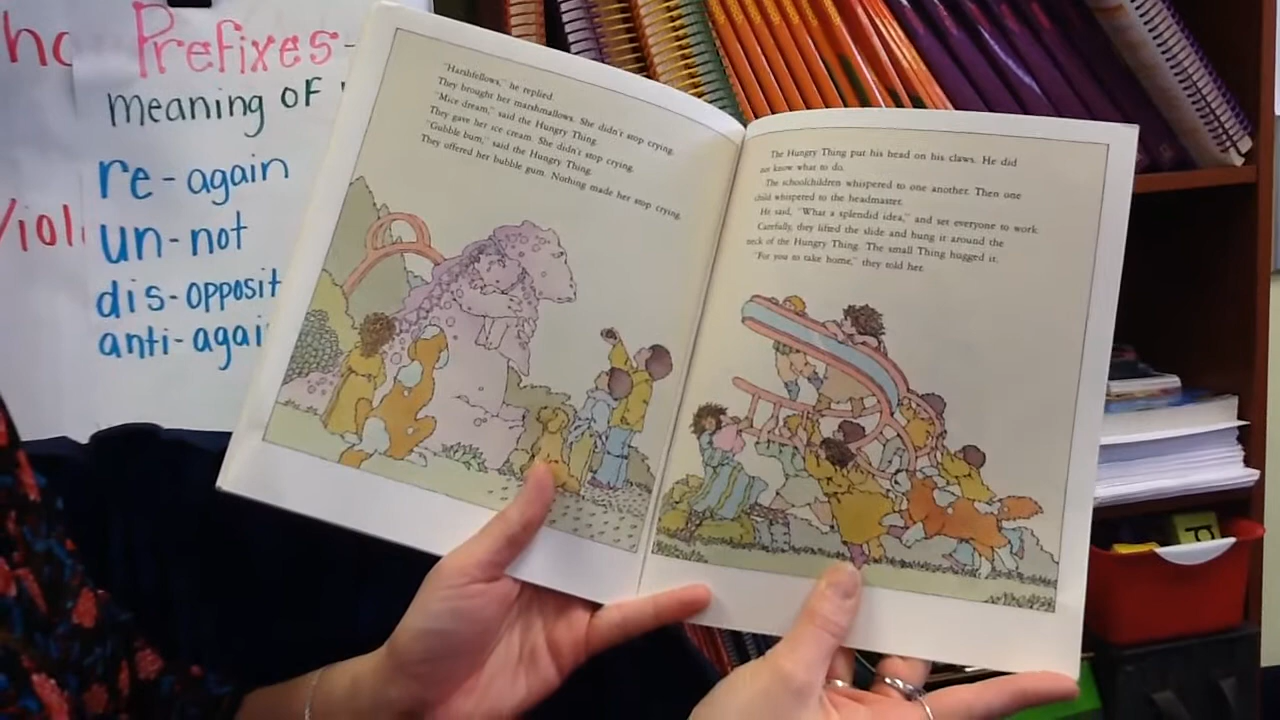 Prefixes-
meaning OF
re-again
un-not
dis-opposit
anti-agai
"Harshfellows," he replied.
They brought her marshmallows. She didn't stop crying.
"Mice dream," said the Hungry Thing.
They gave her ice cream. She didn't stop crying.
"Gubble bum," said the Hungry Thing.
They offered her bubble gum. Nothing made her stop crying.
The Hungry Thing put his head on his claws. He did
not know what to do.
The schoolchildren whispered to one another. Then one
child whispered to the headmaster.
He said, "What a splendid idea," and set everyone to work.
Carefully, they lifted the slide and hung it around the
neck of the Hungry Thing. The small Thing hugged it.
"For you to take home," they told her.